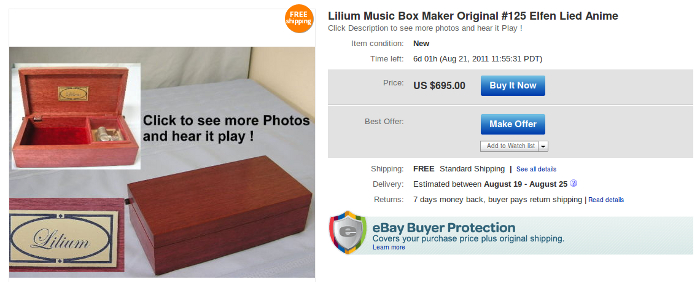 FREE
shipping
Click to see more Photos
and hear it play !
Lilium
Lilium Music Box Maker Original #125 Elfen Lied Anime
Click Description to see more photos and hear it Play !
Item condition: New
Time left: 6d 01h (Aug 21, 2011 11:55:31 PDT)
Price: US $695.00 Buy It Now
Best Offer: Make Offer
Add to Watch list
Shipping: FREE Standard Shipping | See all details
Delivery: Estimated between August 19 - August 25
Returns: 7 days money back, buyer pays return shipping | Read details
eBay Buyer Protection
Covers your purchase price plus original shipping.
Learn more